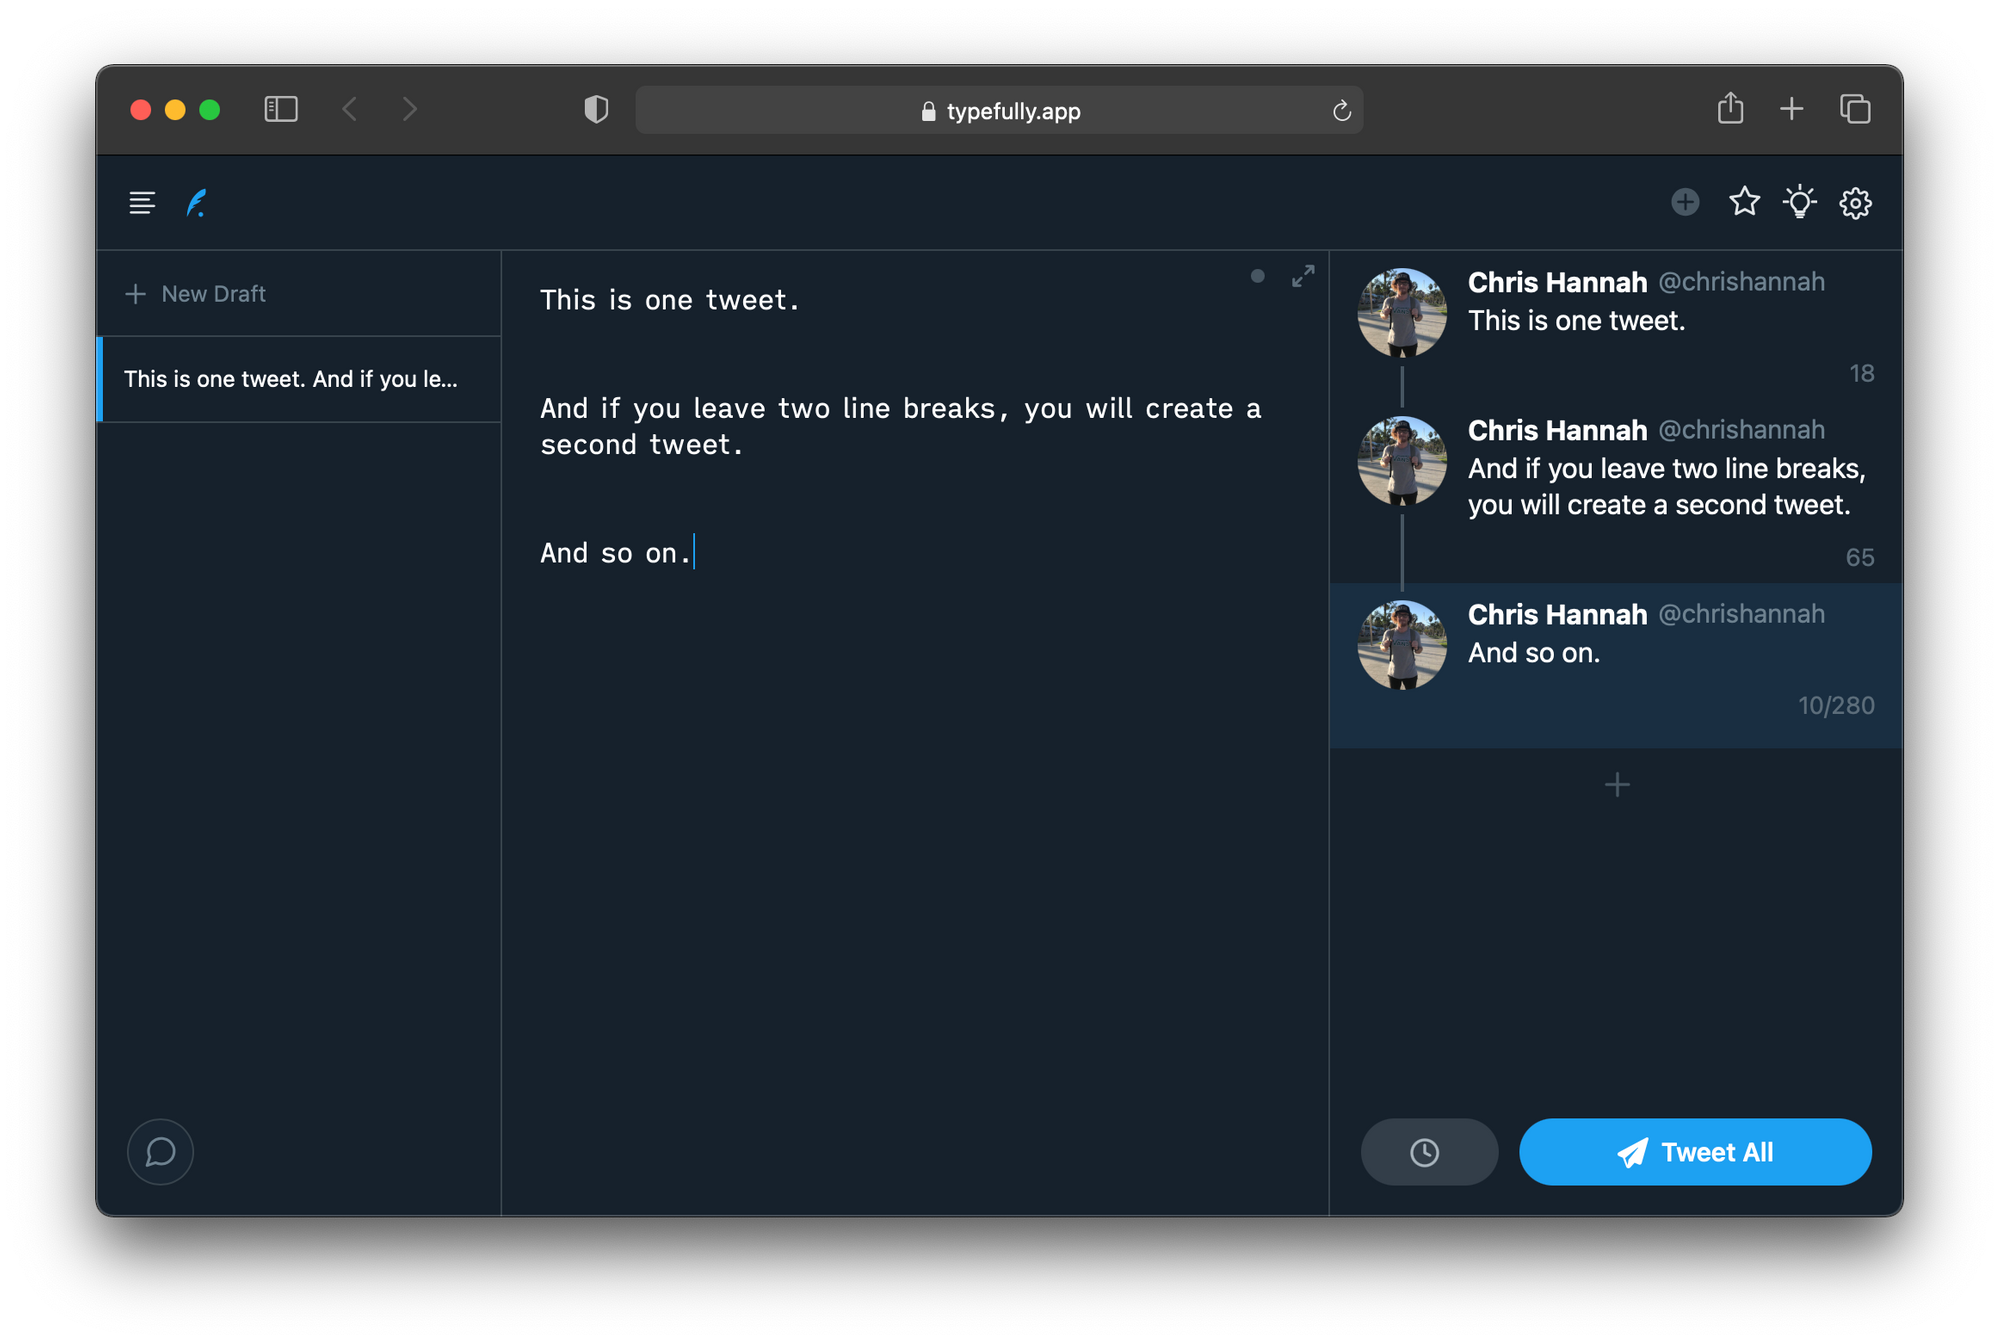 typefully.app
New Draft
This is one tweet. And if you le...
This is one tweet.
And if you leave two line breaks, you will create a
second tweet.
And so on.
Chris Hannah @chrishannah
This is one tweet.
18
Chris Hannah @chrishannah
And if you leave two line breaks,
you will create a second tweet.
65
Chris Hannah @chrishannah
And so on.
10/280
Tweet All